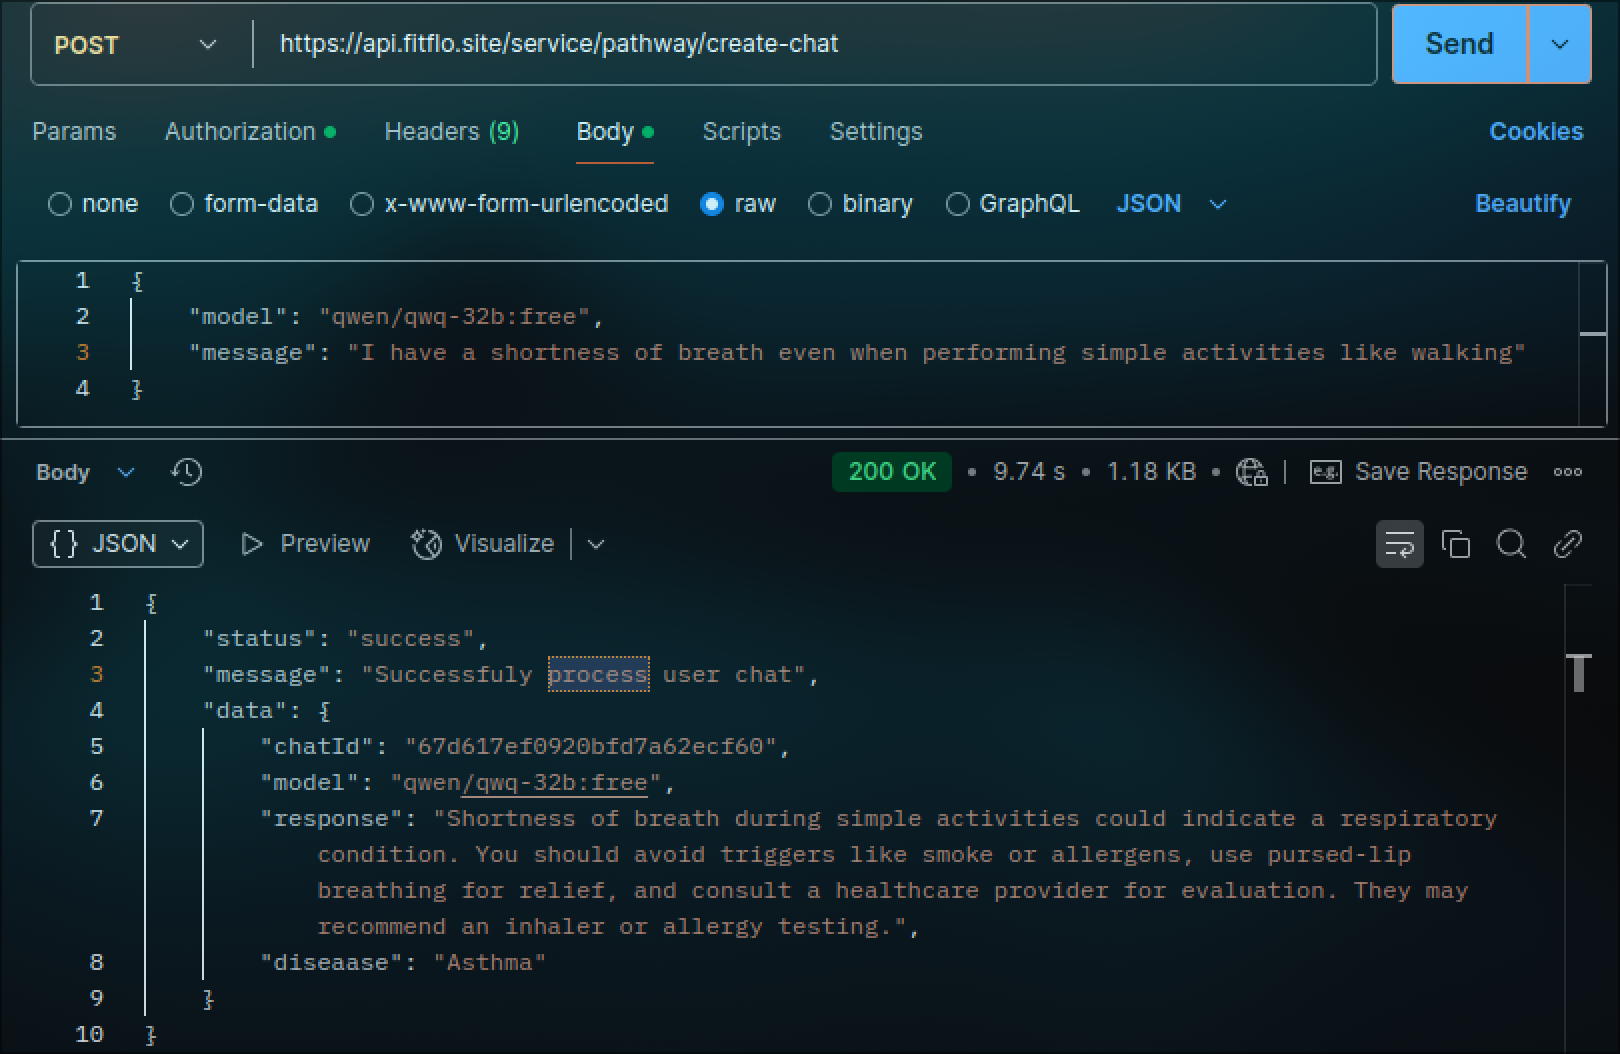 POST https://api.fitflo.site/service/pathway/create-chat Send
Params Authorization Headers (9) Body Scripts Settings Cookies
none form-data x-www-form-urlencoded raw binary GraphQL JSON Beautify
1 {
2 "model": "qwen/qwq-32b:free",
3 "message": "I have a shortness of breath even when performing simple activities like walking"
4 }
Body 200 OK • 9.74 s • 1.18 KB • e.g. Save Response
{} JSON Preview Visualize
1 {
2 "status": "success",
3 "message": "Successfuly process user chat",
4 "data": {
5 "chatId": "67d617ef0920bfd7a62ecf60",
6 "model": "qwen/qwq-32b:free",
7 "response": "Shortness of breath during simple activities could indicate a respiratory
condition. You should avoid triggers like smoke or allergens, use pursed-lip
breathing for relief, and consult a healthcare provider for evaluation. They may
recommend an inhaler or allergy testing.",
8 "diseaase": "Asthma"
9 }
10 }